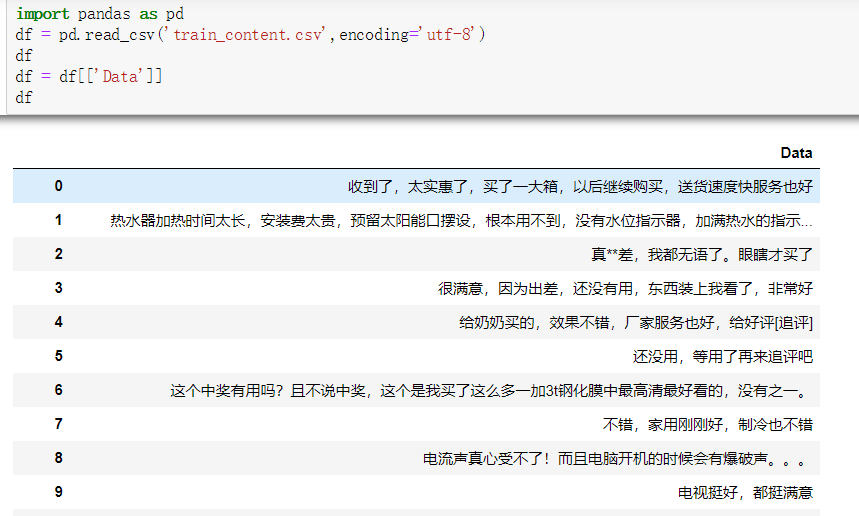 import pandas as pd
df = pd.read_csv('train_content.csv',encoding='utf-8')
df
df = df[['Data']]
df
Data
0 收到了，太实惠了，买了一大箱，以后继续购买，送货速度快服务也好
1 热水器加热时间太长，安装费太贵，预留太阳能口摆设，根本用不到，没有水位指示器，加满热水的指示...
2 真**差，我都无语了。眼瞎才买了
3 很满意，因为出差，还没有用，东西装上我看了，非常好
4 给奶奶买的，效果不错，厂家服务也好，给好评[追评]
5 还没用，等用了再来追评吧
6 这个中奖有用吗？且不说中奖，这个是我买了这么多一加3t钢化膜中最高清最好看的，没有之一。
7 不错，家用刚刚好，制冷也不错
8 电流声真心受不了！而且电脑开机的时候会有爆破声。。。
9 电视挺好，都挺满意